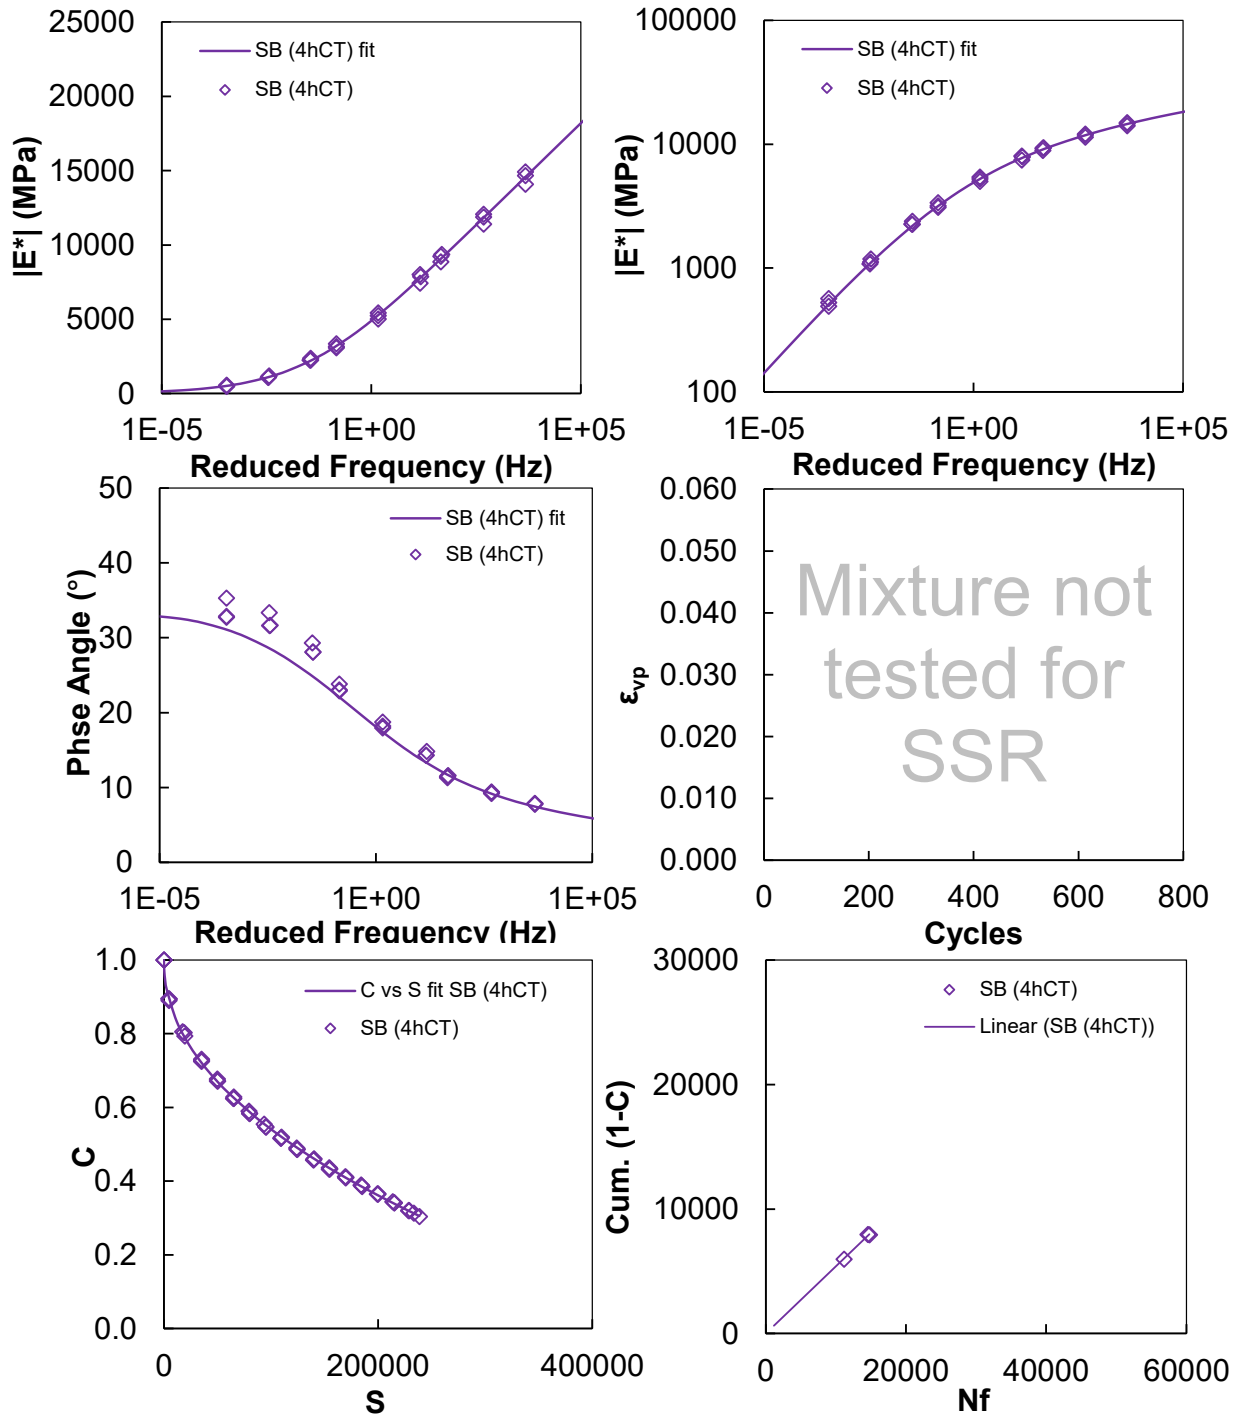 25000
20000
15000
10000
5000
0
|E*| (MPa)
SB (4hCT) fit
SB (4hCT)
1E-05
1E+00
1E+05
Reduced Frequency (Hz)
100000
10000
1000
100
|E*| (MPa)
SB (4hCT) fit
SB (4hCT)
1E-05
1E+00
1E+05
Reduced Frequency (Hz)
50
40
30
20
10
0
Phse Angle (°)
SB (4hCT) fit
SB (4hCT)
1E-05
1E+00
1E+05
Reduced Frequency (Hz)
0.060
0.050
0.040
0.030
0.020
0.010
0.000
εvp
Mixture not
tested for
SSR
0
200
400
600
800
Cycles
1.0
0.8
0.6
0.4
0.2
0.0
C
C vs S fit SB (4hCT)
SB (4hCT)
0
200000
400000
S
30000
20000
10000
0
Cum. (1-C)
SB (4hCT)
Linear (SB (4hCT))
0
20000
40000
60000
Nf